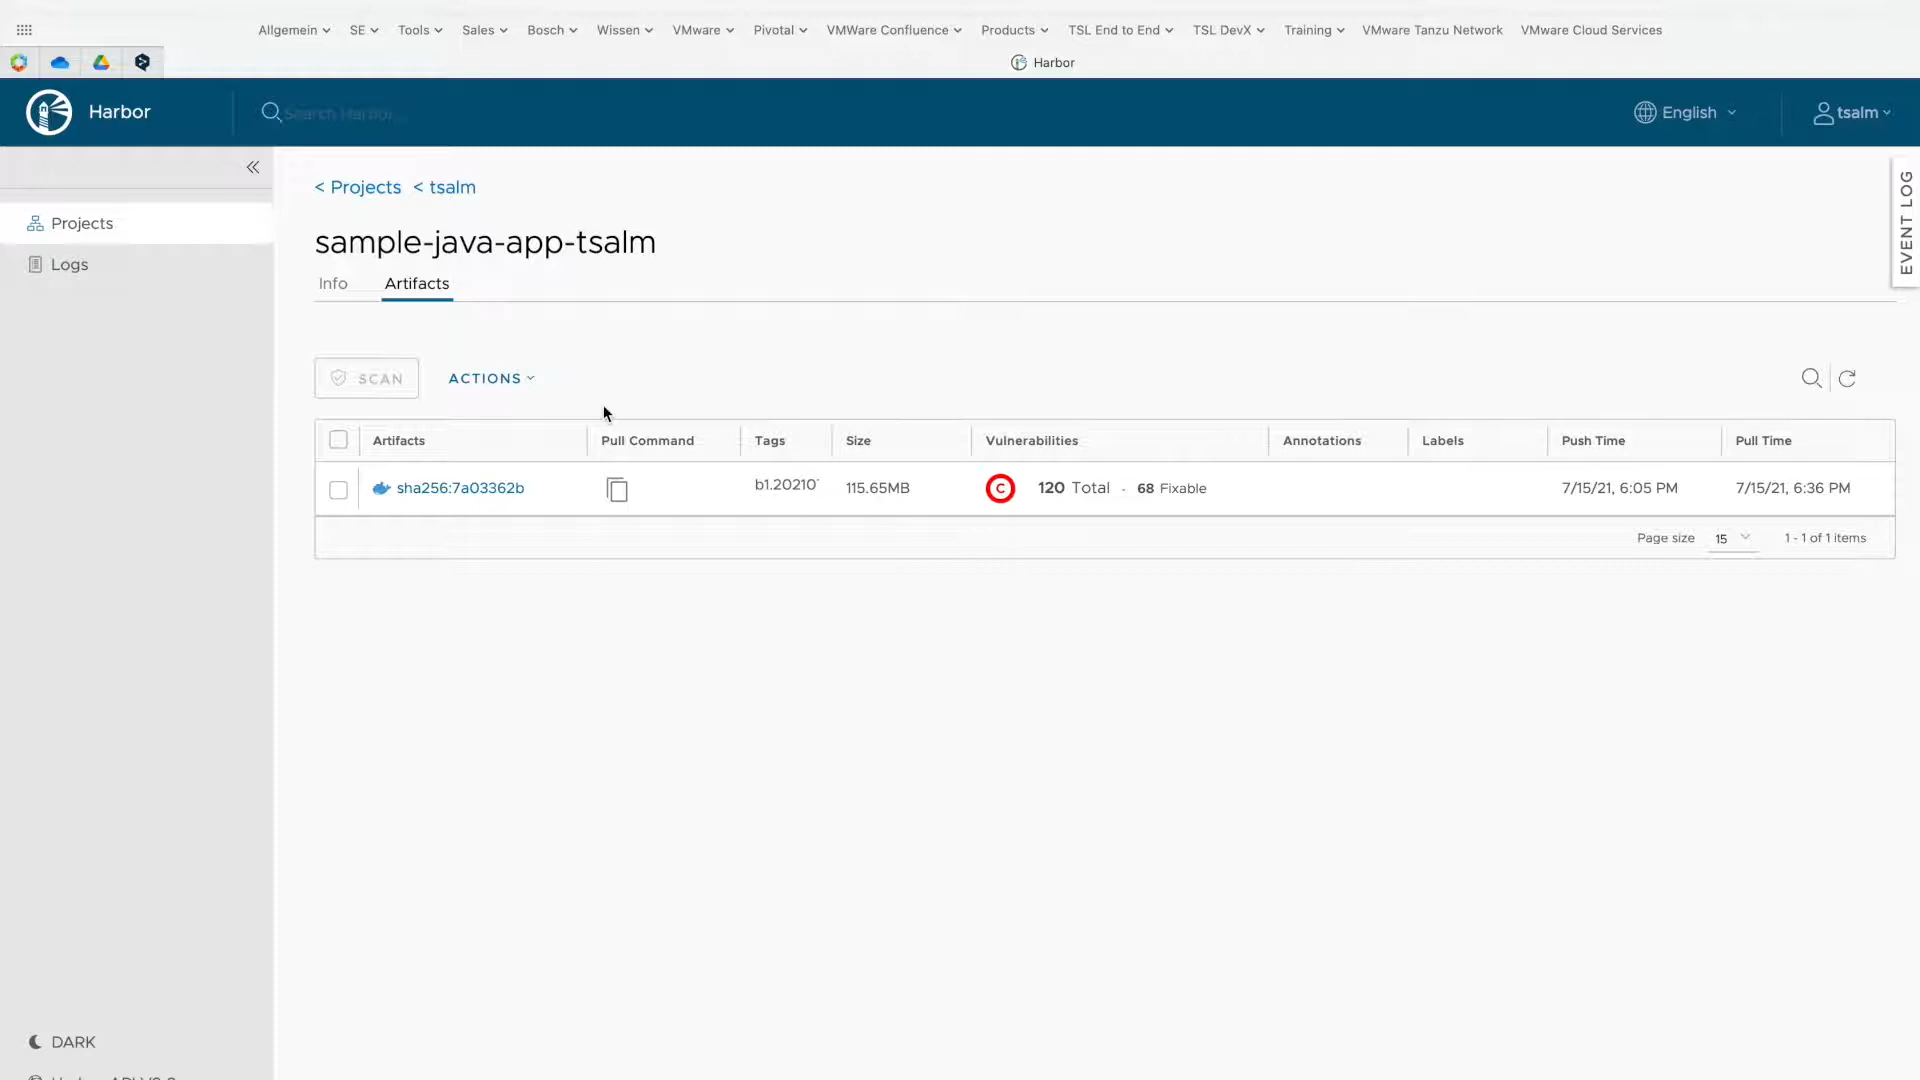 Allgemein SE Tools Sales Bosch Wissen VMware Pivotal VMWare Confluence Products TSL End to End TSL DevX Training VMware Tanzu Network VMware Cloud Services
Harbor
Harbor Search Harbor... English tsalm
< Projects < tsalm
EVENT LOG
Projects
sample-java-app-tsalm
Logs
Info Artifacts
SCAN ACTIONS
Artifacts Pull Command Tags Size Vulnerabilities Annotations Labels Push Time Pull Time
sha256:7a03362b b1.20210 115.65MB C 120 Total - 68 Fixable 7/15/21, 6:05 PM 7/15/21, 6:36 PM
Page size 15 1 - 1 of 1 items
DARK